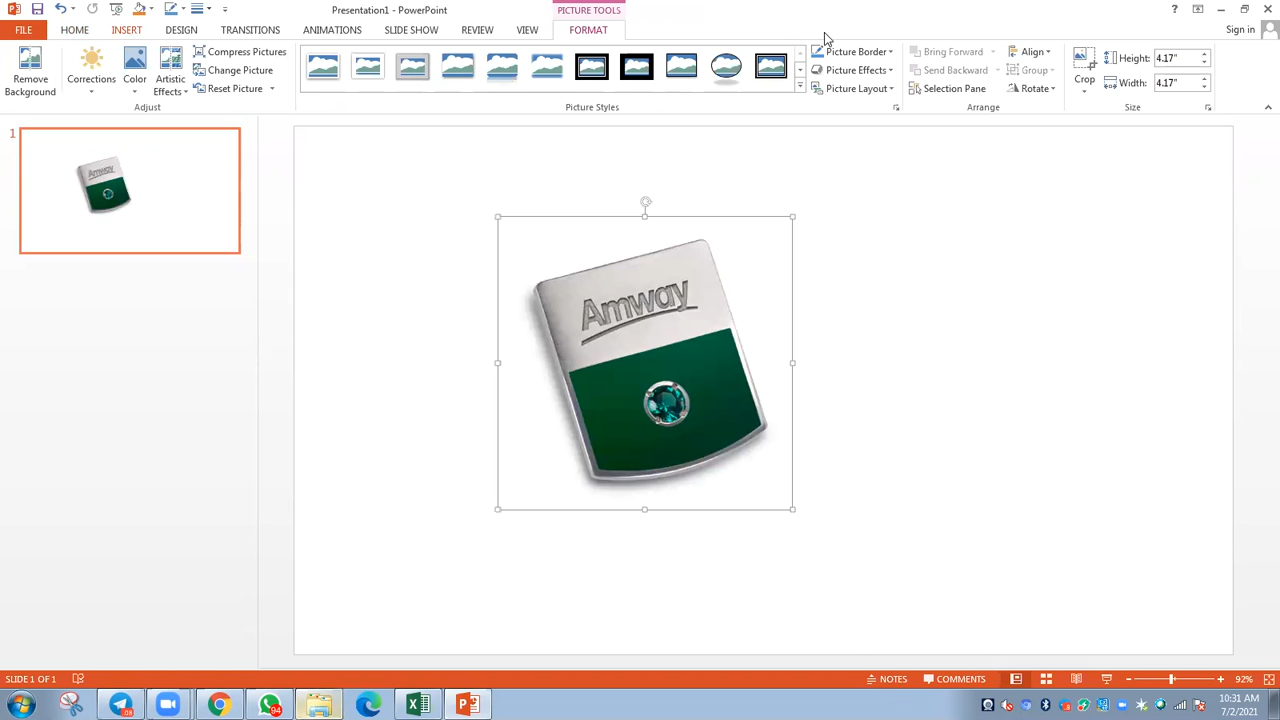 Presentation1 - PowerPoint
PICTURE TOOLS
?
Sign in
FILE
HOME
INSERT
DESIGN
TRANSITIONS
ANIMATIONS
SLIDE SHOW
REVIEW
VIEW
FORMAT
Remove
Background
Corrections
Color
Artistic
Effects
Compress Pictures
Change Picture
Reset Picture
Adjust
Picture Styles
Picture Border
Picture Effects
Picture Layout
Bring Forward
Send Backward
Selection Pane
Align
Group
Rotate
Arrange
Crop
Height: 4.17"
Width: 4.17"
Size
1
Amway
Amway
SLIDE 1 OF 1
NOTES
COMMENTS
92%
94
10:31 AM
7/2/2021